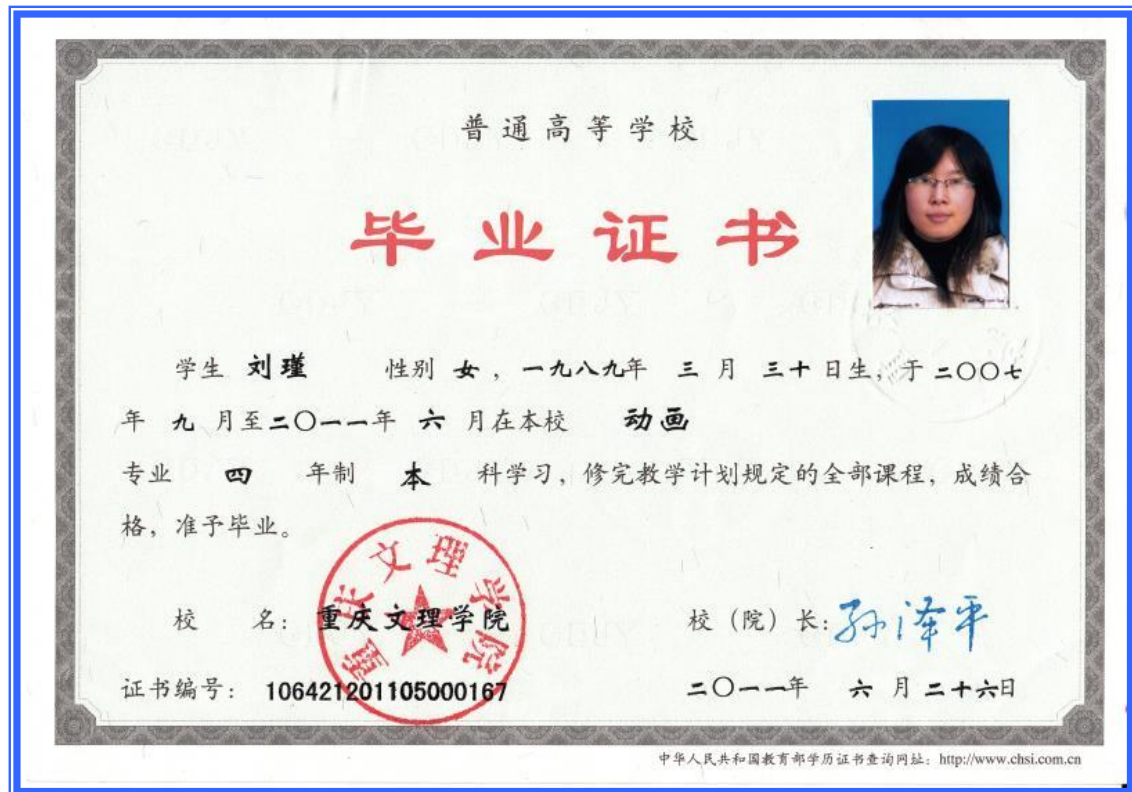 普通高等学校
毕业证书
学生 刘瑾 性别 女，一九八九年 三 月 三十 日生，于 二〇〇七
年 九 月至二〇一一年 六 月在本校 动画
专业 四 年制 本 科学习，修完教学计划规定的全部课程，成绩合
格，准予毕业。
重庆文理学院
校 名：重庆文理学院 校（院）长：孙泽平
证书编号： 106421201105000167 二〇一一年 六 月 二十六日
中华人民共和国教育部学历证书查询网址：http://www.chsi.com.cn